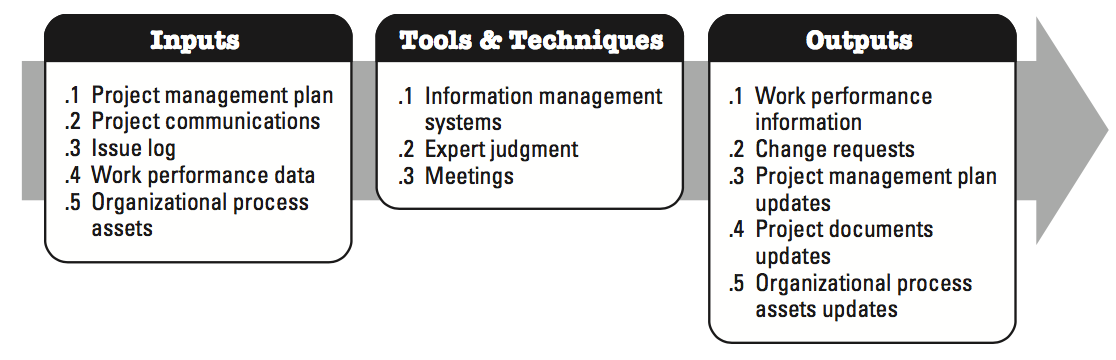 Inputs
.1 Project management plan
.2 Project communications
.3 Issue log
.4 Work performance data
.5 Organizational process
assets
Tools & Techniques
.1 Information management
systems
.2 Expert judgment
.3 Meetings
Outputs
.1 Work performance
information
.2 Change requests
.3 Project management plan
updates
.4 Project documents
updates
.5 Organizational process
assets updates